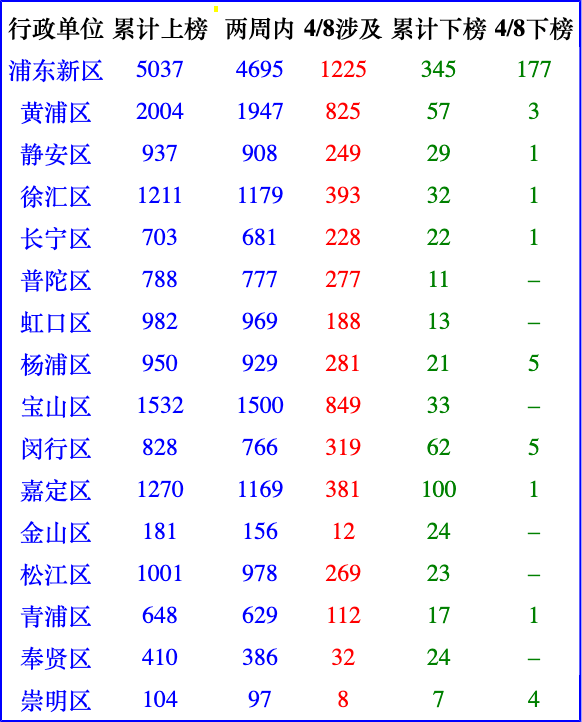 行政单位 累计上榜 两周内 4/8涉及 累计下榜 4/8下榜
浦东新区 5037 4695 1225 345 177
黄浦区 2004 1947 825 57 3
静安区 937 908 249 29 1
徐汇区 1211 1179 393 32 1
长宁区 703 681 228 22 1
普陀区 788 777 277 11 –
虹口区 982 969 188 13 –
杨浦区 950 929 281 21 5
宝山区 1532 1500 849 33 –
闵行区 828 766 319 62 5
嘉定区 1270 1169 381 100 1
金山区 181 156 12 24 –
松江区 1001 978 269 23 –
青浦区 648 629 112 17 1
奉贤区 410 386 32 24 –
崇明区 104 97 8 7 4